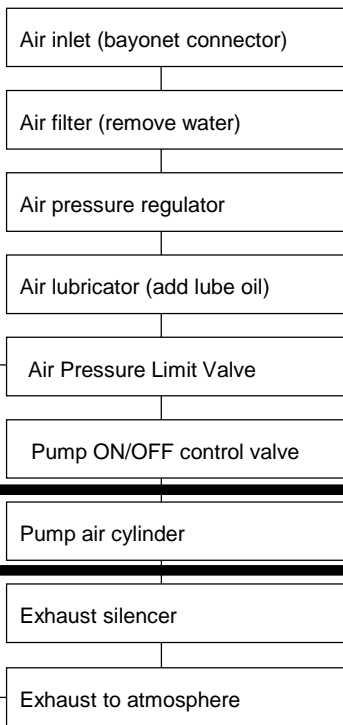 Air inlet (bayonet connector)
Air filter (remove water)
Air pressure regulator
Air lubricator (add lube oil)
Air Pressure Limit Valve
Pump ON/OFF control valve
Pump air cylinder
Exhaust silencer
Exhaust to atmosphere